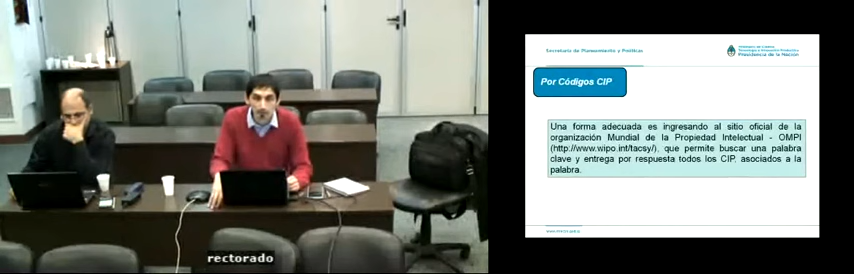 rectorado
Secretaría de Planeamiento y Políticas
Presidencia de la Nación
Por Códigos CIP
Una forma adecuada es ingresando al sitio oficial de la
organización Mundial de la Propiedad Intelectual - OMPI
(http://www.wipo.int/tacsy/), que permite buscar una palabra
clave y entrega por respuesta todos los CIP, asociados a la
palabra.